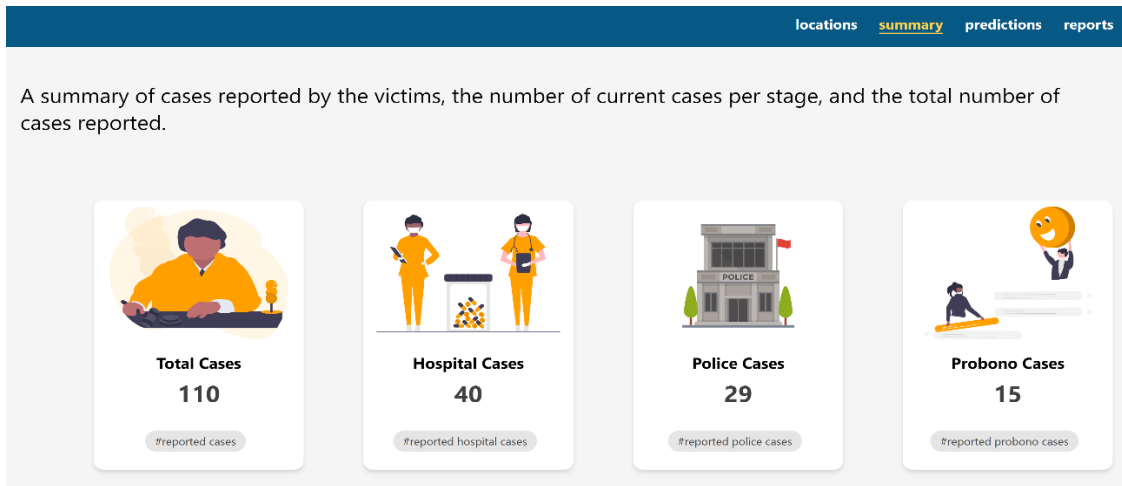 locations summary predictions reports
A summary of cases reported by the victims, the number of current cases per stage, and the total number of
cases reported.
POLICE
Total Cases
110
#reported cases
Hospital Cases
40
#reported hospital cases
Police Cases
29
#reported police cases
Probono Cases
15
#reported probono cases